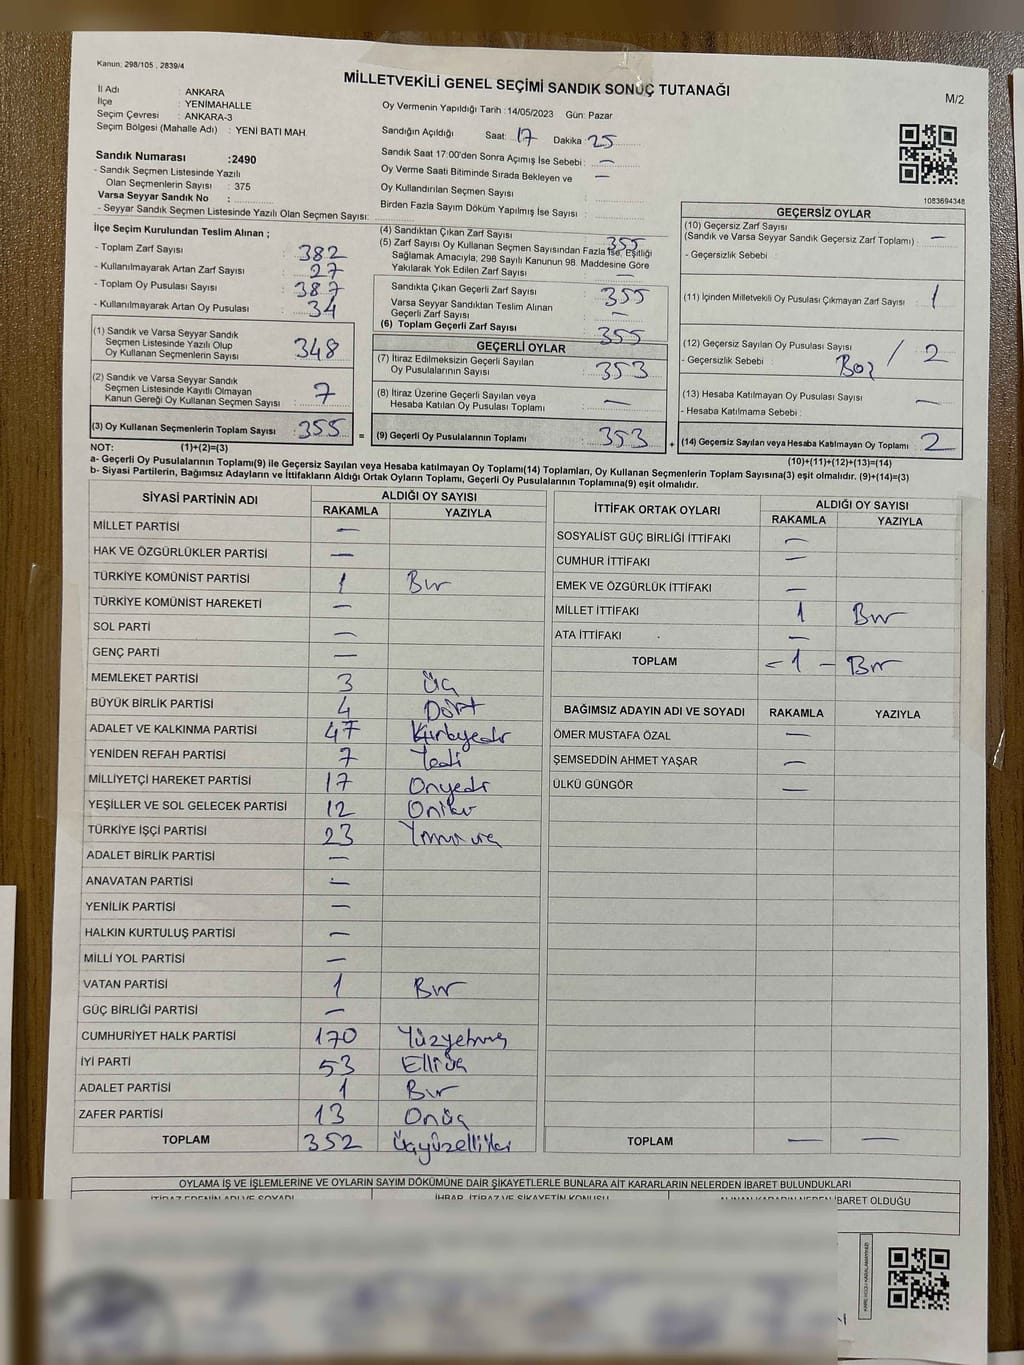 Kanun: 298/105 , 2839/4
MİLLETVEKİLİ GENEL SEÇİMİ SANDIK SONUÇ TUTANAĞI
M/2
İl Adı : ANKARA
İlçe : YENİMAHALLE
Seçim Çevresi : ANKARA-3
Seçim Bölgesi (Mahalle Adı) : YENİ BATI MAH.
Oy Vermenin Yapıldığı Tarih : 14/05/2023 Gün: Pazar
Sandığın Açıldığı Saat: 17 Dakika : 25
Sandık Saat 17:00'den Sonra Açımış İse Sebebi : —
Oy Verme Saati Bitiminde Sırada Bekleyen ve —
Oy Kullandırılan Seçmen Sayısı :
Birden Fazla Sayım Döküm Yapılmış İse Sayısı :
Sandık Numarası :2490
- Sandık Seçmen Listesinde Yazılı
Olan Seçmenlerin Sayısı : 375
Varsa Seyyar Sandık No :
- Seyyar Sandık Seçmen Listesinde Yazılı Olan Seçmen Sayısı:
1083694348
İlçe Seçim Kurulundan Teslim Alınan ;
- Toplam Zarf Sayısı : 382
- Kullanılmayarak Artan Zarf Sayısı : 27
- Toplam Oy Pusulası Sayısı : 387
- Kullanılmayarak Artan Oy Pusulası : 34
(1) Sandık ve Varsa Seyyar Sandık
Seçmen Listesinde Yazılı Olup
Oy Kullanan Seçmenlerin Sayısı : 348
(2) Sandık ve Varsa Seyyar Sandık
Seçmen Listesinde Kayıtlı Olmayan
Kanun Gereği Oy Kullanan Seçmen Sayısı : 7
(3) Oy Kullanan Seçmenlerin Toplam Sayısı : 355
(4) Sandıktan Çıkan Zarf Sayısı : 355
(5) Zarf Sayısı Oy Kullanan Seçmen Sayısından Fazla İse, Eşitliği
Sağlamak Amacıyla, 298 Sayılı Kanunun 98. Maddesine Göre
Yakılarak Yok Edilen Zarf Sayısı : —
Sandıkta Çıkan Geçerli Zarf Sayısı : 355
Varsa Seyyar Sandıktan Teslim Alınan
Geçerli Zarf Sayısı : —
(6) Toplam Geçerli Zarf Sayısı : 355
GEÇERLİ OYLAR
(7) İtiraz Edilmeksizin Geçerli Sayılan
Oy Pusulalarının Sayısı : 353
(8) İtiraz Üzerine Geçerli Sayılan veya
Hesaba Katılan Oy Pusulası Toplamı : —
= (9) Geçerli Oy Pusulalarının Toplamı : 353 +
GEÇERSİZ OYLAR
(10) Geçersiz Zarf Sayısı
(Sandık ve Varsa Seyyar Sandık Geçersiz Zarf Toplamı) : —
- Geçersizlik Sebebi :
(11) İçinden Milletvekili Oy Pusulası Çıkmayan Zarf Sayısı : 1
(12) Geçersiz Sayılan Oy Pusulası Sayısı : 2
- Geçersizlik Sebebi : Boş /
(13) Hesaba Katılmayan Oy Pusulası Sayısı : —
- Hesaba Katılmama Sebebi :
(14) Geçersiz Sayılan veya Hesaba Katılmayan Oy Toplamı : 2
NOT: (1)+(2)=(3)
(10)+(11)+(12)+(13)=(14)
a- Geçerli Oy Pusulalarının Toplamı(9) ile Geçersiz Sayılan veya Hesaba katılmayan Oy Toplamı(14) Toplamları, Oy Kullanan Seçmenlerin Toplam Sayısına(3) eşit olmalıdır. (9)+(14)=(3)
b- Siyasi Partilerin, Bağımsız Adayların ve İttifakların Aldığı Ortak Oyların Toplamı, Geçerli Oy Pusulalarının Toplamına(9) eşit olmalıdır.
SİYASİ PARTİNİN ADI ALDIĞI OY SAYISI
RAKAMLA YAZIYLA
MİLLET PARTİSİ —
HAK VE ÖZGÜRLÜKLER PARTİSİ —
TÜRKİYE KOMÜNİST PARTİSİ 1 Bir
TÜRKİYE KOMÜNİST HAREKETİ —
SOL PARTİ —
GENÇ PARTİ —
MEMLEKET PARTİSİ 3 Üç
BÜYÜK BİRLİK PARTİSİ 4 Dört
ADALET VE KALKINMA PARTİSİ 47 Kırkyedi
YENİDEN REFAH PARTİSİ 7 Yedi
MİLLİYETÇİ HAREKET PARTİSİ 17 Onyedi
YEŞİLLER VE SOL GELECEK PARTİSİ 12 Oniki
TÜRKİYE İŞÇİ PARTİSİ 23 Yirmiüç
ADALET BİRLİK PARTİSİ —
ANAVATAN PARTİSİ —
YENİLİK PARTİSİ —
HALKIN KURTULUŞ PARTİSİ —
MİLLİ YOL PARTİSİ —
VATAN PARTİSİ 1 Bir
GÜÇ BİRLİĞİ PARTİSİ —
CUMHURİYET HALK PARTİSİ 170 Yüzyetmiş
İYİ PARTİ 53 Elliüç
ADALET PARTİSİ 1 Bir
ZAFER PARTİSİ 13 Onüç
TOPLAM 352 Üçyüzelliiki
İTTİFAK ORTAK OYLARI ALDIĞI OY SAYISI
RAKAMLA YAZIYLA
SOSYALİST GÜÇ BİRLİĞİ İTTİFAKI —
CUMHUR İTTİFAKI —
EMEK VE ÖZGÜRLÜK İTTİFAKI —
MİLLET İTTİFAKI 1 Bir
ATA İTTİFAKI —
TOPLAM – 1 – Bir
BAĞIMSIZ ADAYIN ADI VE SOYADI RAKAMLA YAZIYLA
ÖMER MUSTAFA ÖZAL —
ŞEMSEDDİN AHMET YAŞAR —
ÜLKÜ GÜNGÖR —
TOPLAM — —
OYLAMA İŞ VE İŞLEMLERİNE VE OYLARIN SAYIM DÖKÜMÜNE DAİR ŞİKAYETLERLE BUNLARA AİT KARARLARIN NELERDEN İBARET BULUNDUKLARI
İTİRAZ EDENİN ADI VE SOYADI İHBAR, İTİRAZ VE ŞİKAYETİN KONUSU ALINAN KARARIN NEDEN İBARET OLDUĞU